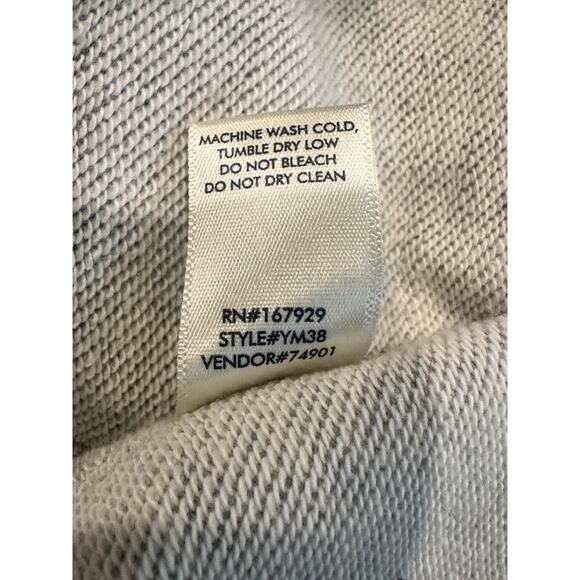 MACHINE WASH COLD,
TUMBLE DRY LOW
DO NOT BLEACH
DO NOT DRY CLEAN
RN#167929
STYLE#YM38
VENDOR#74901